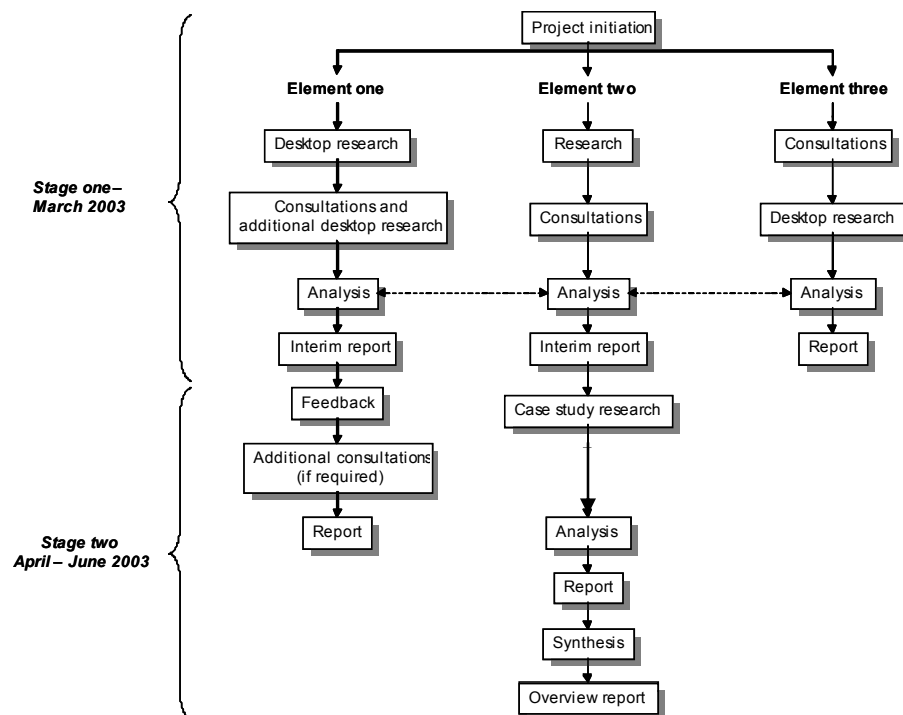 Project initiation
Element one
Element two
Element three
Desktop research
Research
Consultations
Stage one–
March 2003
Consultations and
additional desktop research
Consultations
Desktop research
Analysis
Analysis
Analysis
Interim report
Interim report
Report
Feedback
Case study research
Additional consultations
(if required)
Stage two
April – June 2003
Report
Analysis
Report
Synthesis
Overview report